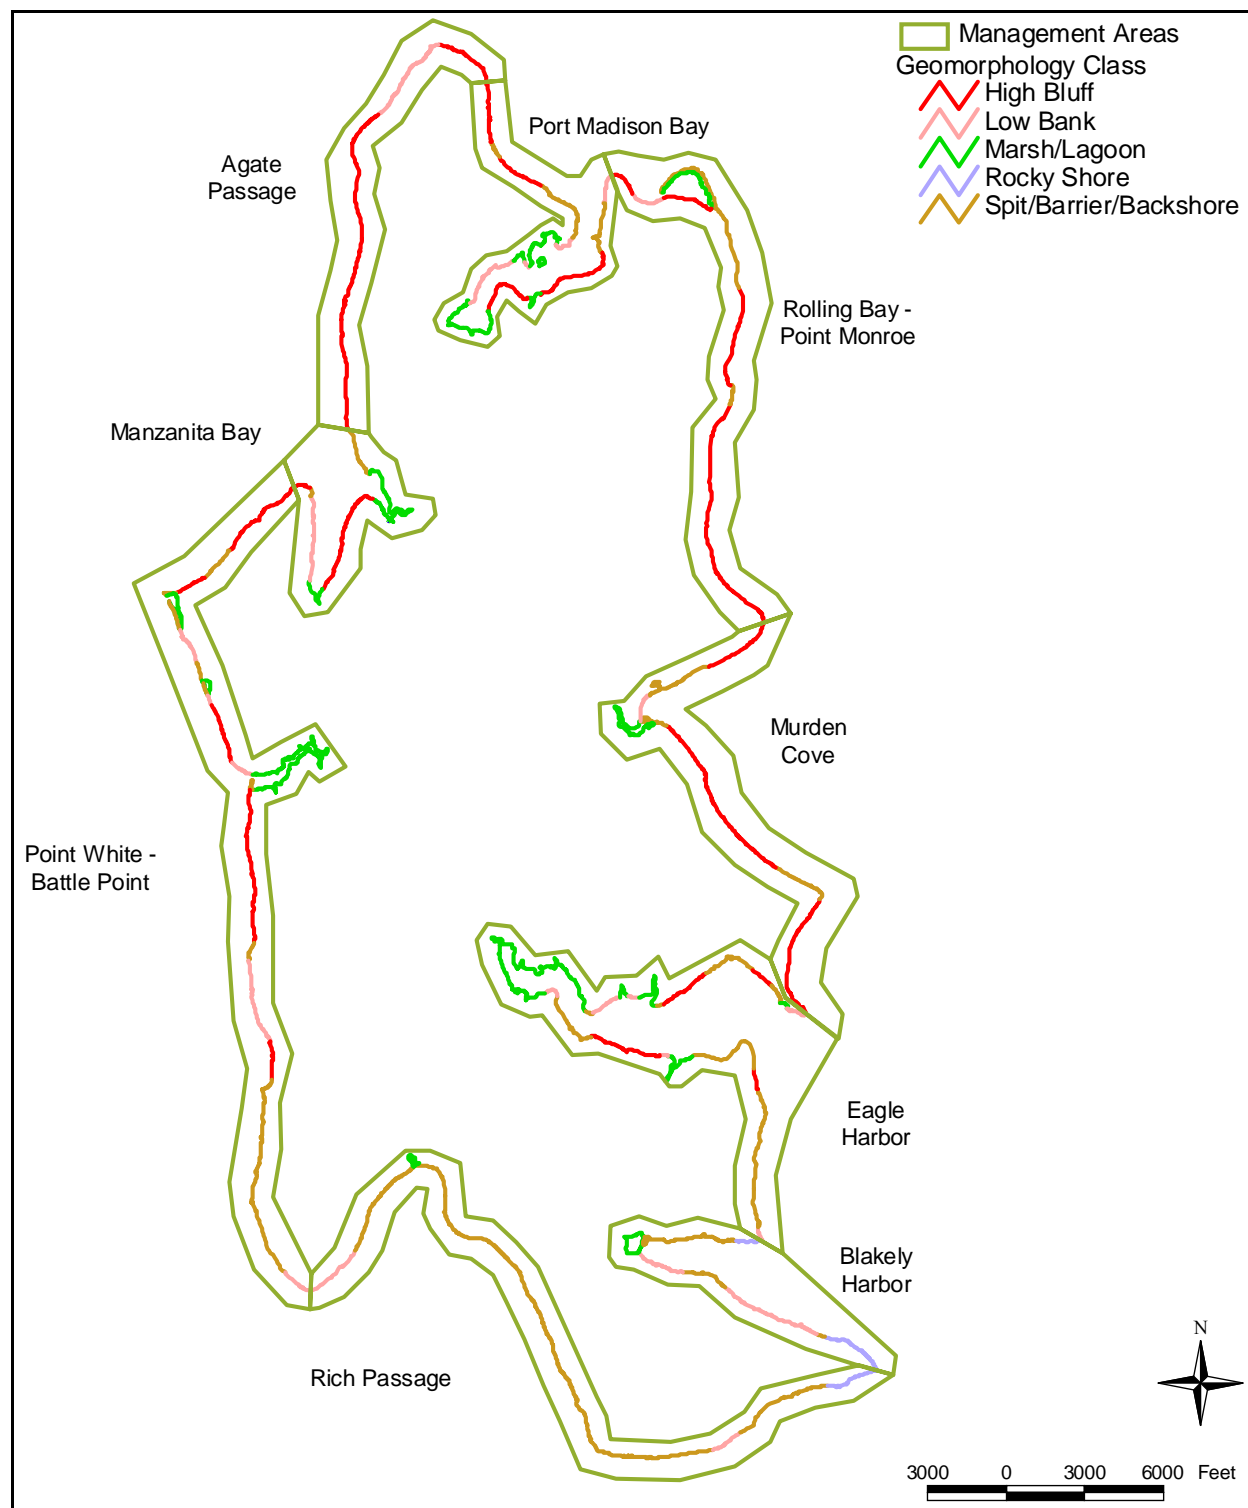 Management Areas
Geomorphology Class
High Bluff
Low Bank
Marsh/Lagoon
Rocky Shore
Spit/Barrier/Backshore
Port Madison Bay
Agate
Passage
Rolling Bay -
Point Monroe
Manzanita Bay
Murden
Cove
Point White -
Battle Point
Eagle
Harbor
Blakely
Harbor
Rich Passage
N
3000 0 3000 6000 Feet